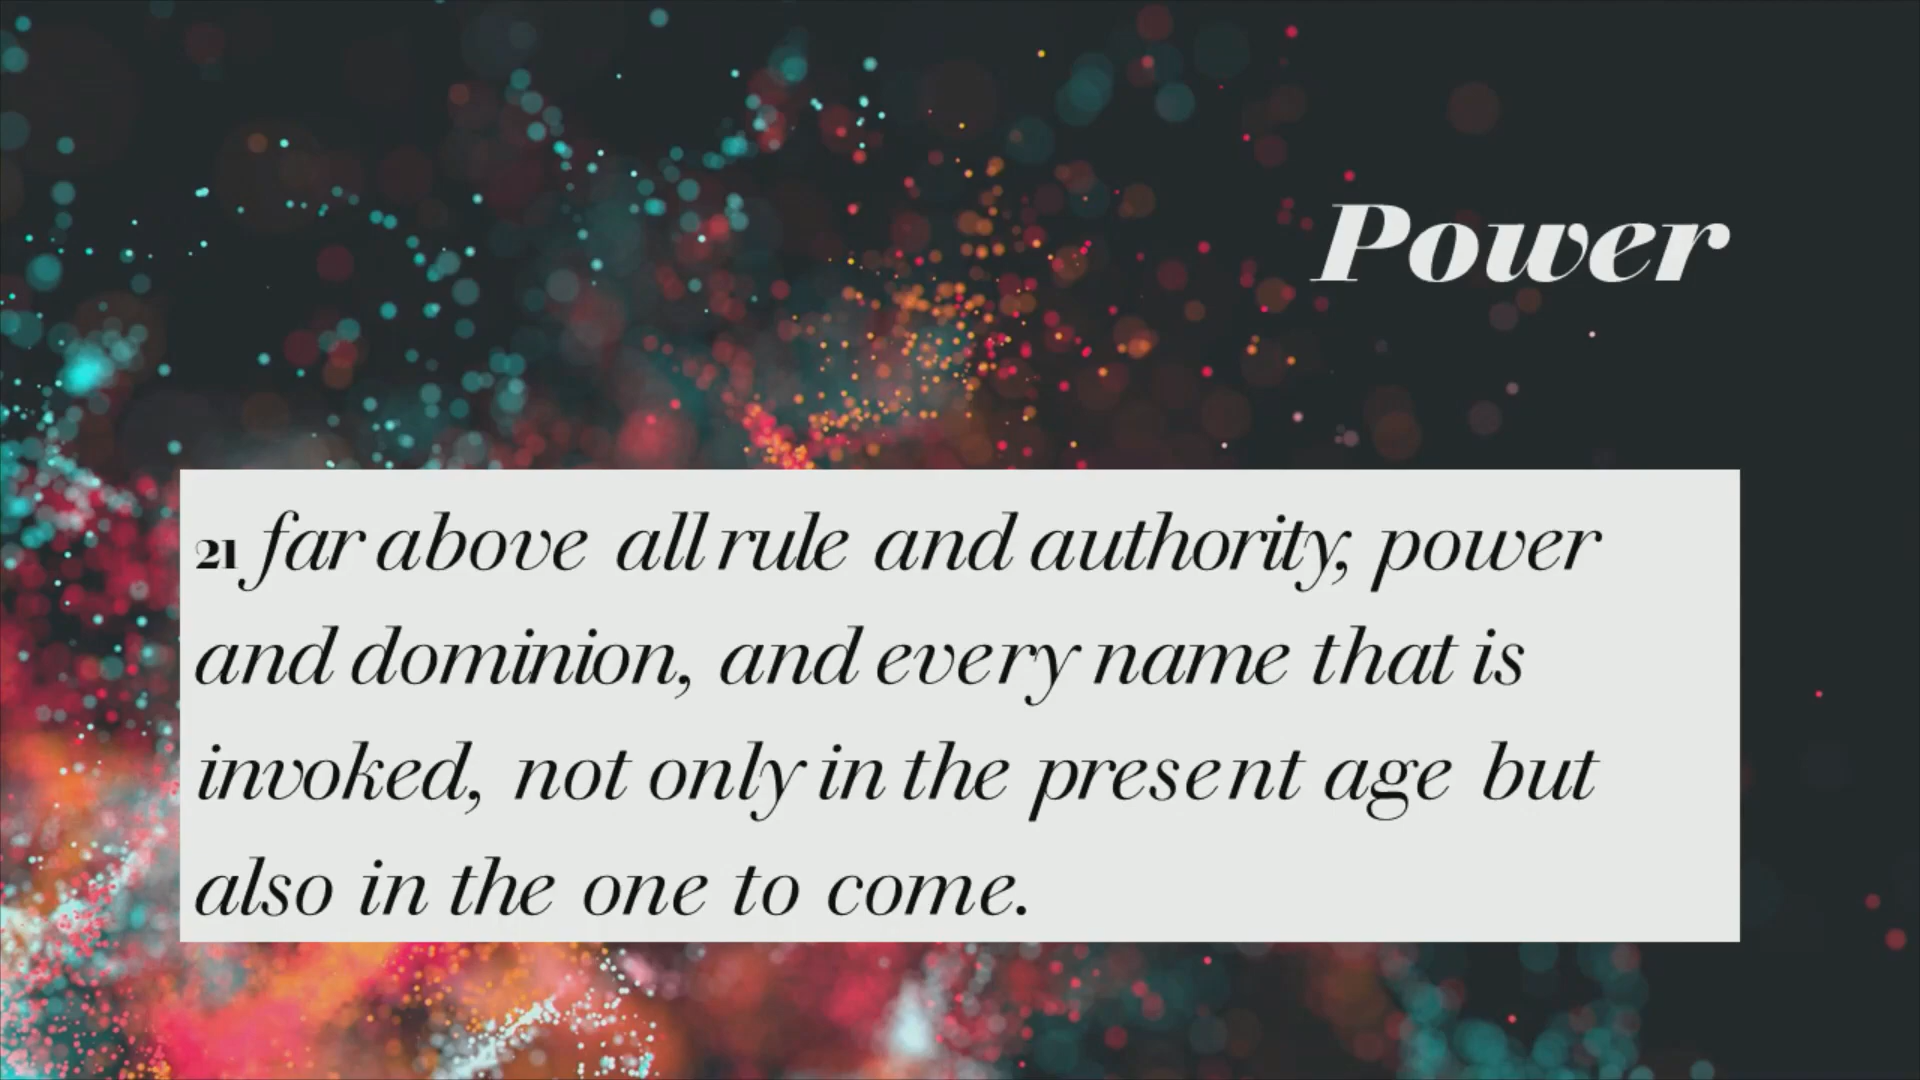 Power
21 far above all rule and authority, power
and dominion, and every name that is
invoked, not only in the present age but
also in the one to come.